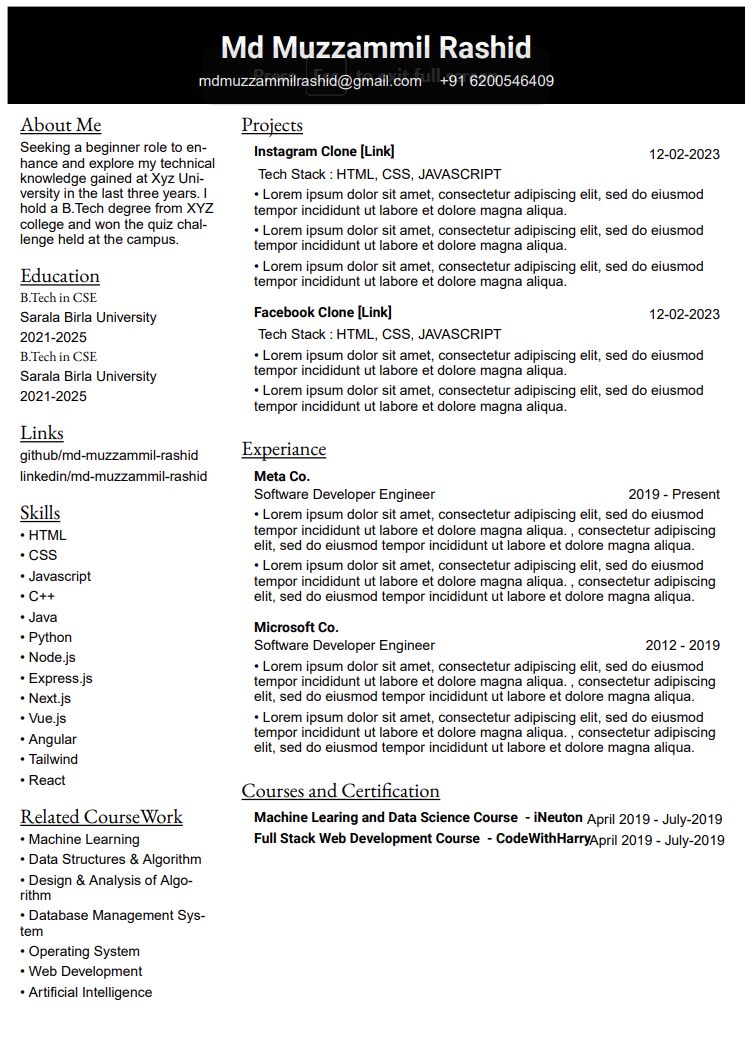 Md Muzzammil Rashid
Press Esc to exit full screen
mdmuzzammilrashid@gmail.com +91 6200546409
About Me
Seeking a beginner role to en-
hance and explore my technical
knowledge gained at Xyz Uni-
versity in the last three years. I
hold a B.Tech degree from XYZ
college and won the quiz chal-
lenge held at the campus.
Education
B.Tech in CSE
Sarala Birla University
2021-2025
B.Tech in CSE
Sarala Birla University
2021-2025
Links
github/md-muzzammil-rashid
linkedin/md-muzzammil-rashid
Skills
• HTML
• CSS
• Javascript
• C++
• Java
• Python
• Node.js
• Express.js
• Next.js
• Vue.js
• Angular
• Tailwind
• React
Related CourseWork
• Machine Learning
• Data Structures & Algorithm
• Design & Analysis of Algo-
rithm
• Database Management Sys-
tem
• Operating System
• Web Development
• Artificial Intelligence
Projects
Instagram Clone [Link] 12-02-2023
Tech Stack : HTML, CSS, JAVASCRIPT
• Lorem ipsum dolor sit amet, consectetur adipiscing elit, sed do eiusmod
tempor incididunt ut labore et dolore magna aliqua.
• Lorem ipsum dolor sit amet, consectetur adipiscing elit, sed do eiusmod
tempor incididunt ut labore et dolore magna aliqua.
• Lorem ipsum dolor sit amet, consectetur adipiscing elit, sed do eiusmod
tempor incididunt ut labore et dolore magna aliqua.
Facebook Clone [Link] 12-02-2023
Tech Stack : HTML, CSS, JAVASCRIPT
• Lorem ipsum dolor sit amet, consectetur adipiscing elit, sed do eiusmod
tempor incididunt ut labore et dolore magna aliqua.
• Lorem ipsum dolor sit amet, consectetur adipiscing elit, sed do eiusmod
tempor incididunt ut labore et dolore magna aliqua.
Experiance
Meta Co.
Software Developer Engineer 2019 - Present
• Lorem ipsum dolor sit amet, consectetur adipiscing elit, sed do eiusmod
tempor incididunt ut labore et dolore magna aliqua. , consectetur adipiscing
elit, sed do eiusmod tempor incididunt ut labore et dolore magna aliqua.
• Lorem ipsum dolor sit amet, consectetur adipiscing elit, sed do eiusmod
tempor incididunt ut labore et dolore magna aliqua. , consectetur adipiscing
elit, sed do eiusmod tempor incididunt ut labore et dolore magna aliqua.
Microsoft Co.
Software Developer Engineer 2012 - 2019
• Lorem ipsum dolor sit amet, consectetur adipiscing elit, sed do eiusmod
tempor incididunt ut labore et dolore magna aliqua. , consectetur adipiscing
elit, sed do eiusmod tempor incididunt ut labore et dolore magna aliqua.
• Lorem ipsum dolor sit amet, consectetur adipiscing elit, sed do eiusmod
tempor incididunt ut labore et dolore magna aliqua. , consectetur adipiscing
elit, sed do eiusmod tempor incididunt ut labore et dolore magna aliqua.
Courses and Certification
Machine Learing and Data Science Course - iNeuton April 2019 - July-2019
Full Stack Web Development Course - CodeWithHarry April 2019 - July-2019